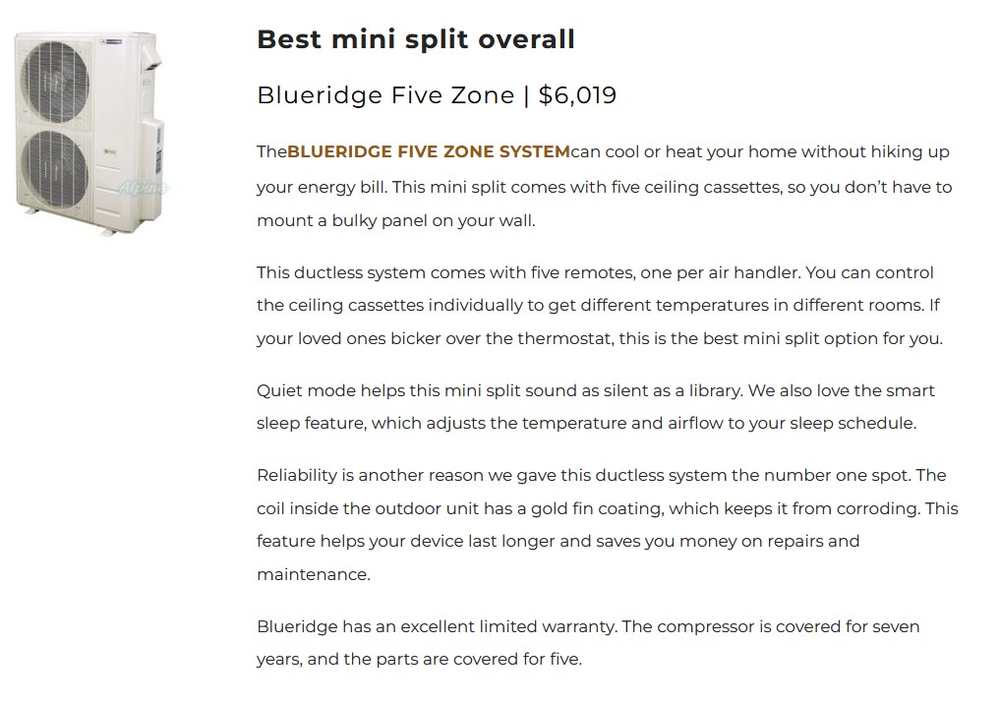 Best mini split overall
Blueridge Five Zone | $6,019
TheBLUERIDGE FIVE ZONE SYSTEMcan cool or heat your home without hiking up
your energy bill. This mini split comes with five ceiling cassettes, so you don’t have to
mount a bulky panel on your wall.
This ductless system comes with five remotes, one per air handler. You can control
the ceiling cassettes individually to get different temperatures in different rooms. If
your loved ones bicker over the thermostat, this is the best mini split option for you.
Quiet mode helps this mini split sound as silent as a library. We also love the smart
sleep feature, which adjusts the temperature and airflow to your sleep schedule.
Reliability is another reason we gave this ductless system the number one spot. The
coil inside the outdoor unit has a gold fin coating, which keeps it from corroding. This
feature helps your device last longer and saves you money on repairs and
maintenance.
Blueridge has an excellent limited warranty. The compressor is covered for seven
years, and the parts are covered for five.
Alpine